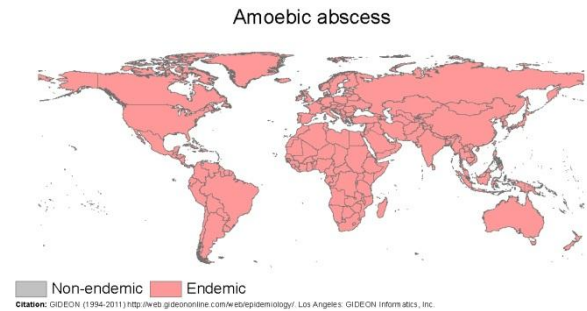 Amoebic abscess
Non-endemic Endemic
Citation: GIDEON (1994-2011) http://web.gideononline.com/web/epidemiology/. Los Angeles: GIDEON Informatics, Inc.